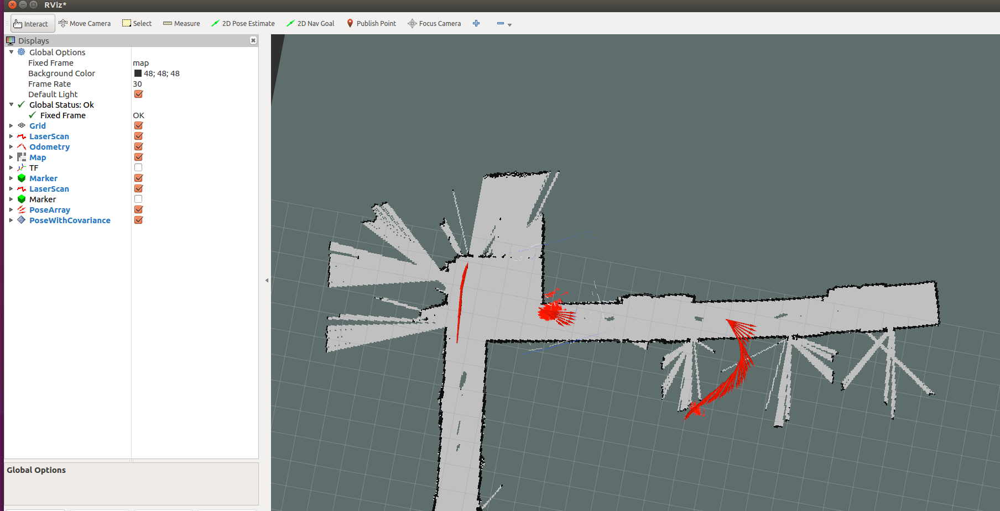 RViz*
Interact Move Camera Select Measure 2D Pose Estimate 2D Nav Goal Publish Point Focus Camera
Displays
Global Options
Fixed Frame map
Background Color 48; 48; 48
Frame Rate 30
Default Light
Global Status: Ok
Fixed Frame OK
Grid
LaserScan
Odometry
Map
TF
Marker
LaserScan
Marker
PoseArray
PoseWithCovariance
Global Options